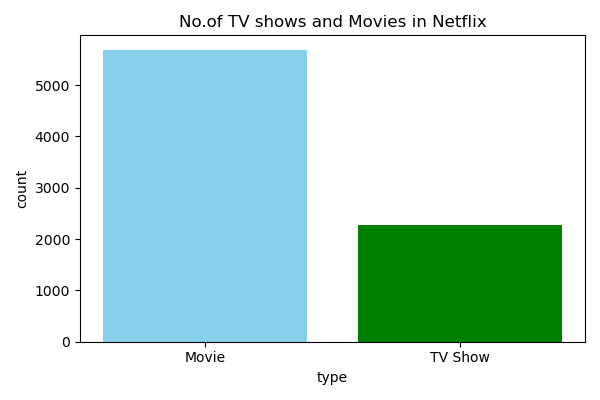 No.of TV shows and Movies in Netflix
count
5000
4000
3000
2000
1000
0
Movie
TV Show
type